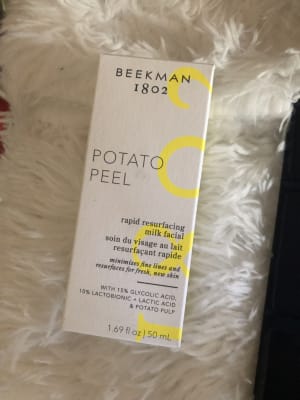 BEEKMAN
1802
POTATO
PEEL
rapid resurfacing
milk facial
soin du visage au lait
resurfaçant rapide
minimizes fine lines and
resurfaces for fresh, new skin
WITH 15% GLYCOLIC ACID,
10% LACTOBIONIC + LACTIC ACID
& POTATO PULP
1.69 fl oz | 50 mL